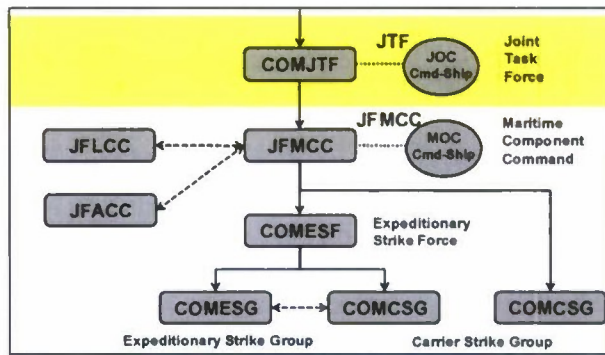 JTF
COMJTF
JOC
Cmd-Ship
Joint
Task
Force
JFMCC
JFLCC
JFMCC
MOC
Cmd-Ship
Maritime
Component
Command
JFACC
COMESF
Expeditionary
Strike Force
COMESG
COMCSG
COMCSG
Expeditionary Strike Group
Carrier Strike Group